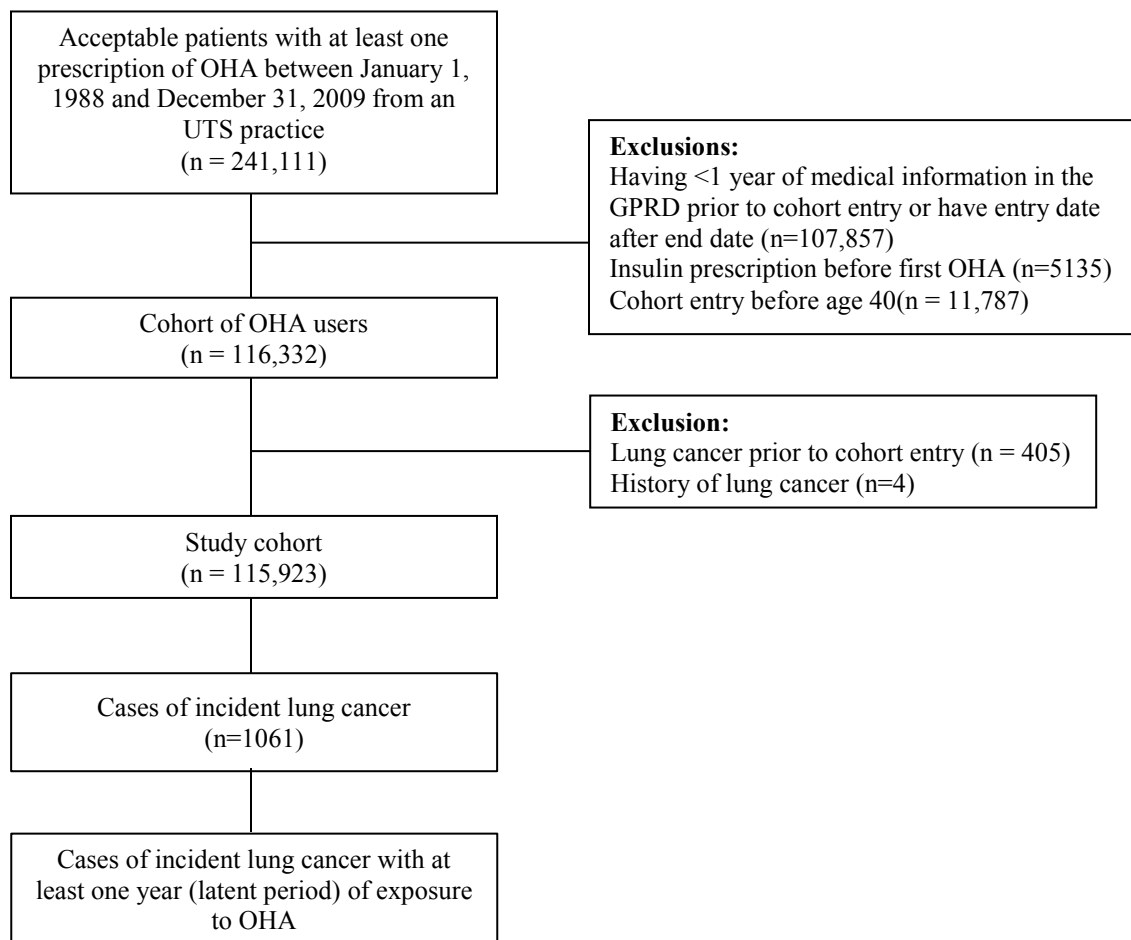 Acceptable patients with at least one
prescription of OHA between January 1,
1988 and December 31, 2009 from an
UTS practice
(n = 241,111)
Exclusions:
Having <1 year of medical information in the
GPRD prior to cohort entry or have entry date
after end date (n=107,857)
Insulin prescription before first OHA (n=5135)
Cohort entry before age 40(n = 11,787)
Cohort of OHA users
(n = 116,332)
Exclusion:
Lung cancer prior to cohort entry (n = 405)
History of lung cancer (n=4)
Study cohort
(n = 115,923)
Cases of incident lung cancer
(n=1061)
Cases of incident lung cancer with at
least one year (latent period) of exposure
to OHA